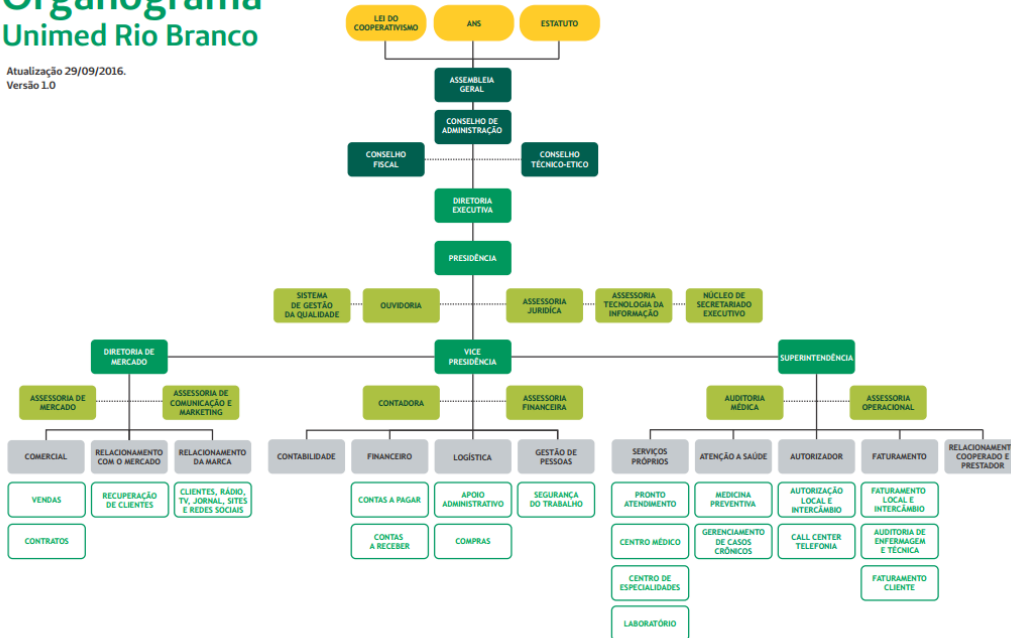 Organograma
Unimed Rio Branco
Atualização 29/09/2016.
Versão 1.0
LEI DO
COOPERATIVISMO
ANS
ESTATUTO
ASSEMBLEIA
GERAL
CONSELHO DE
ADMINISTRAÇÃO
CONSELHO
FISCAL
CONSELHO
TÉCNICO-ETICO
DIRETORIA
EXECUTIVA
PRESIDÊNCIA
SISTEMA
DE GESTÃO
DA QUALIDADE
OUVIDORIA
ASSESSORIA
JURIDÍCA
ASSESSORIA
TECNOLOGIA DA
INFORMAÇÃO
NÚCLEO DE
SECRETARIADO
EXECUTIVO
DIRETORIA DE
MERCADO
VICE
PRESIDÊNCIA
SUPERINTENDÊNCIA
ASSESSORIA DE
MERCADO
ASSESSORIA DE
COMUNICAÇÃO E
MARKETING
CONTADORA
ASSESSORIA
FINANCEIRA
AUDITORIA
MÉDICA
ASSESSORIA
OPERACIONAL
COMERCIAL
RELACIONAMENTO
COM O MERCADO
RELACIONAMENTO
DA MARCA
CONTABILIDADE
FINANCEIRO
LOGÍSTICA
GESTÃO DE
PESSOAS
SERVIÇOS
PRÓPRIOS
ATENÇÃO A SAÚDE
AUTORIZADOR
FATURAMENTO
RELACIONAMENTO
COOPERADO E
PRESTADOR
VENDAS
RECUPERAÇÃO
DE CLIENTES
CLIENTES, RÁDIO,
TV, JORNAL, SITES
E REDES SOCIAIS
CONTAS A PAGAR
APOIO
ADMINISTRATIVO
SEGURANÇA
DO TRABALHO
PRONTO
ATENDIMENTO
MEDICINA
PREVENTIVA
AUTORIZAÇÃO
LOCAL E
INTERCÂMBIO
FATURAMENTO
LOCAL E
INTERCÂMBIO
CONTRATOS
CONTAS
A RECEBER
COMPRAS
CENTRO MÉDICO
GERENCIAMENTO
DE CASOS
CRÔNICOS
CALL CENTER
TELEFONIA
AUDITORIA DE
ENFERMAGEM
E TÉCNICA
CENTRO DE
ESPECIALIDADES
FATURAMENTO
CLIENTE
LABORATÓRIO